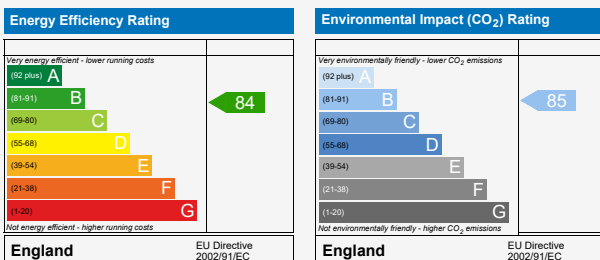 Energy Efficiency Rating
Very energy efficient - lower running costs
(92 plus) A
(81-91) B
84
(69-80) C
(55-68) D
(39-54) E
(21-38) F
(1-20) G
Not energy efficient - higher running costs
England
EU Directive
2002/91/EC
Environmental Impact (CO₂) Rating
Very environmentally friendly - lower CO₂ emissions
(92 plus) A
(81-91) B
85
(69-80) C
(55-68) D
(39-54) E
(21-38) F
(1-20) G
Not environmentally friendly - higher CO₂ emissions
England
EU Directive
2002/91/EC